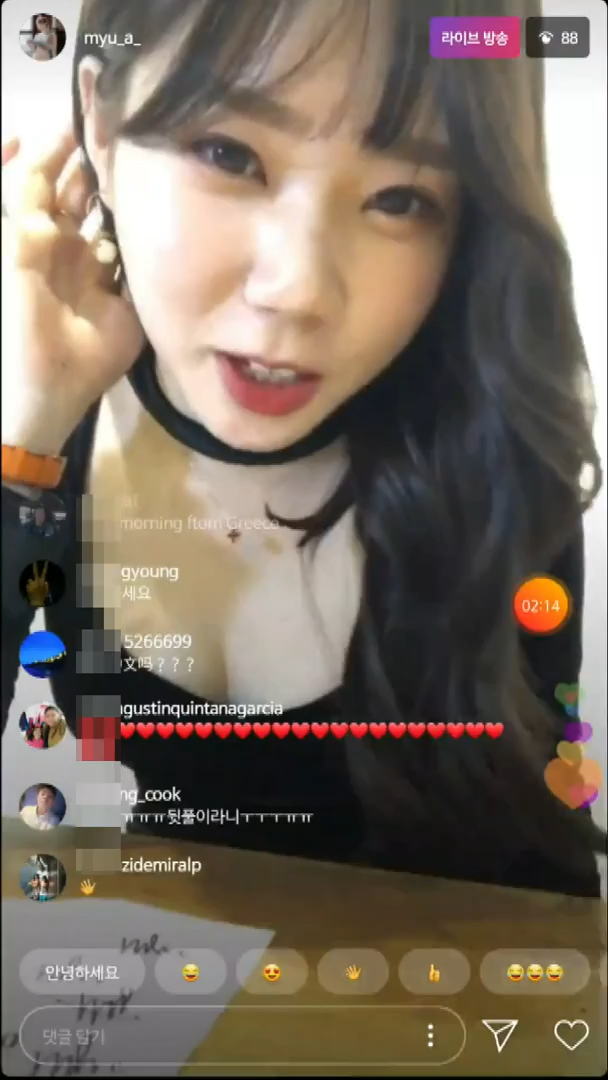 myu_a_
라이브 방송
88
morning ftom Greece
gyoung
세요
02:14
5266699
文吗？？？
gustinquintanagarcia
ng_cook
ㅠㅠㅠ뒷풀이라니ㅜㅜㅜㅠㅠ
zidemiralp
안녕하세요
댓글 달기